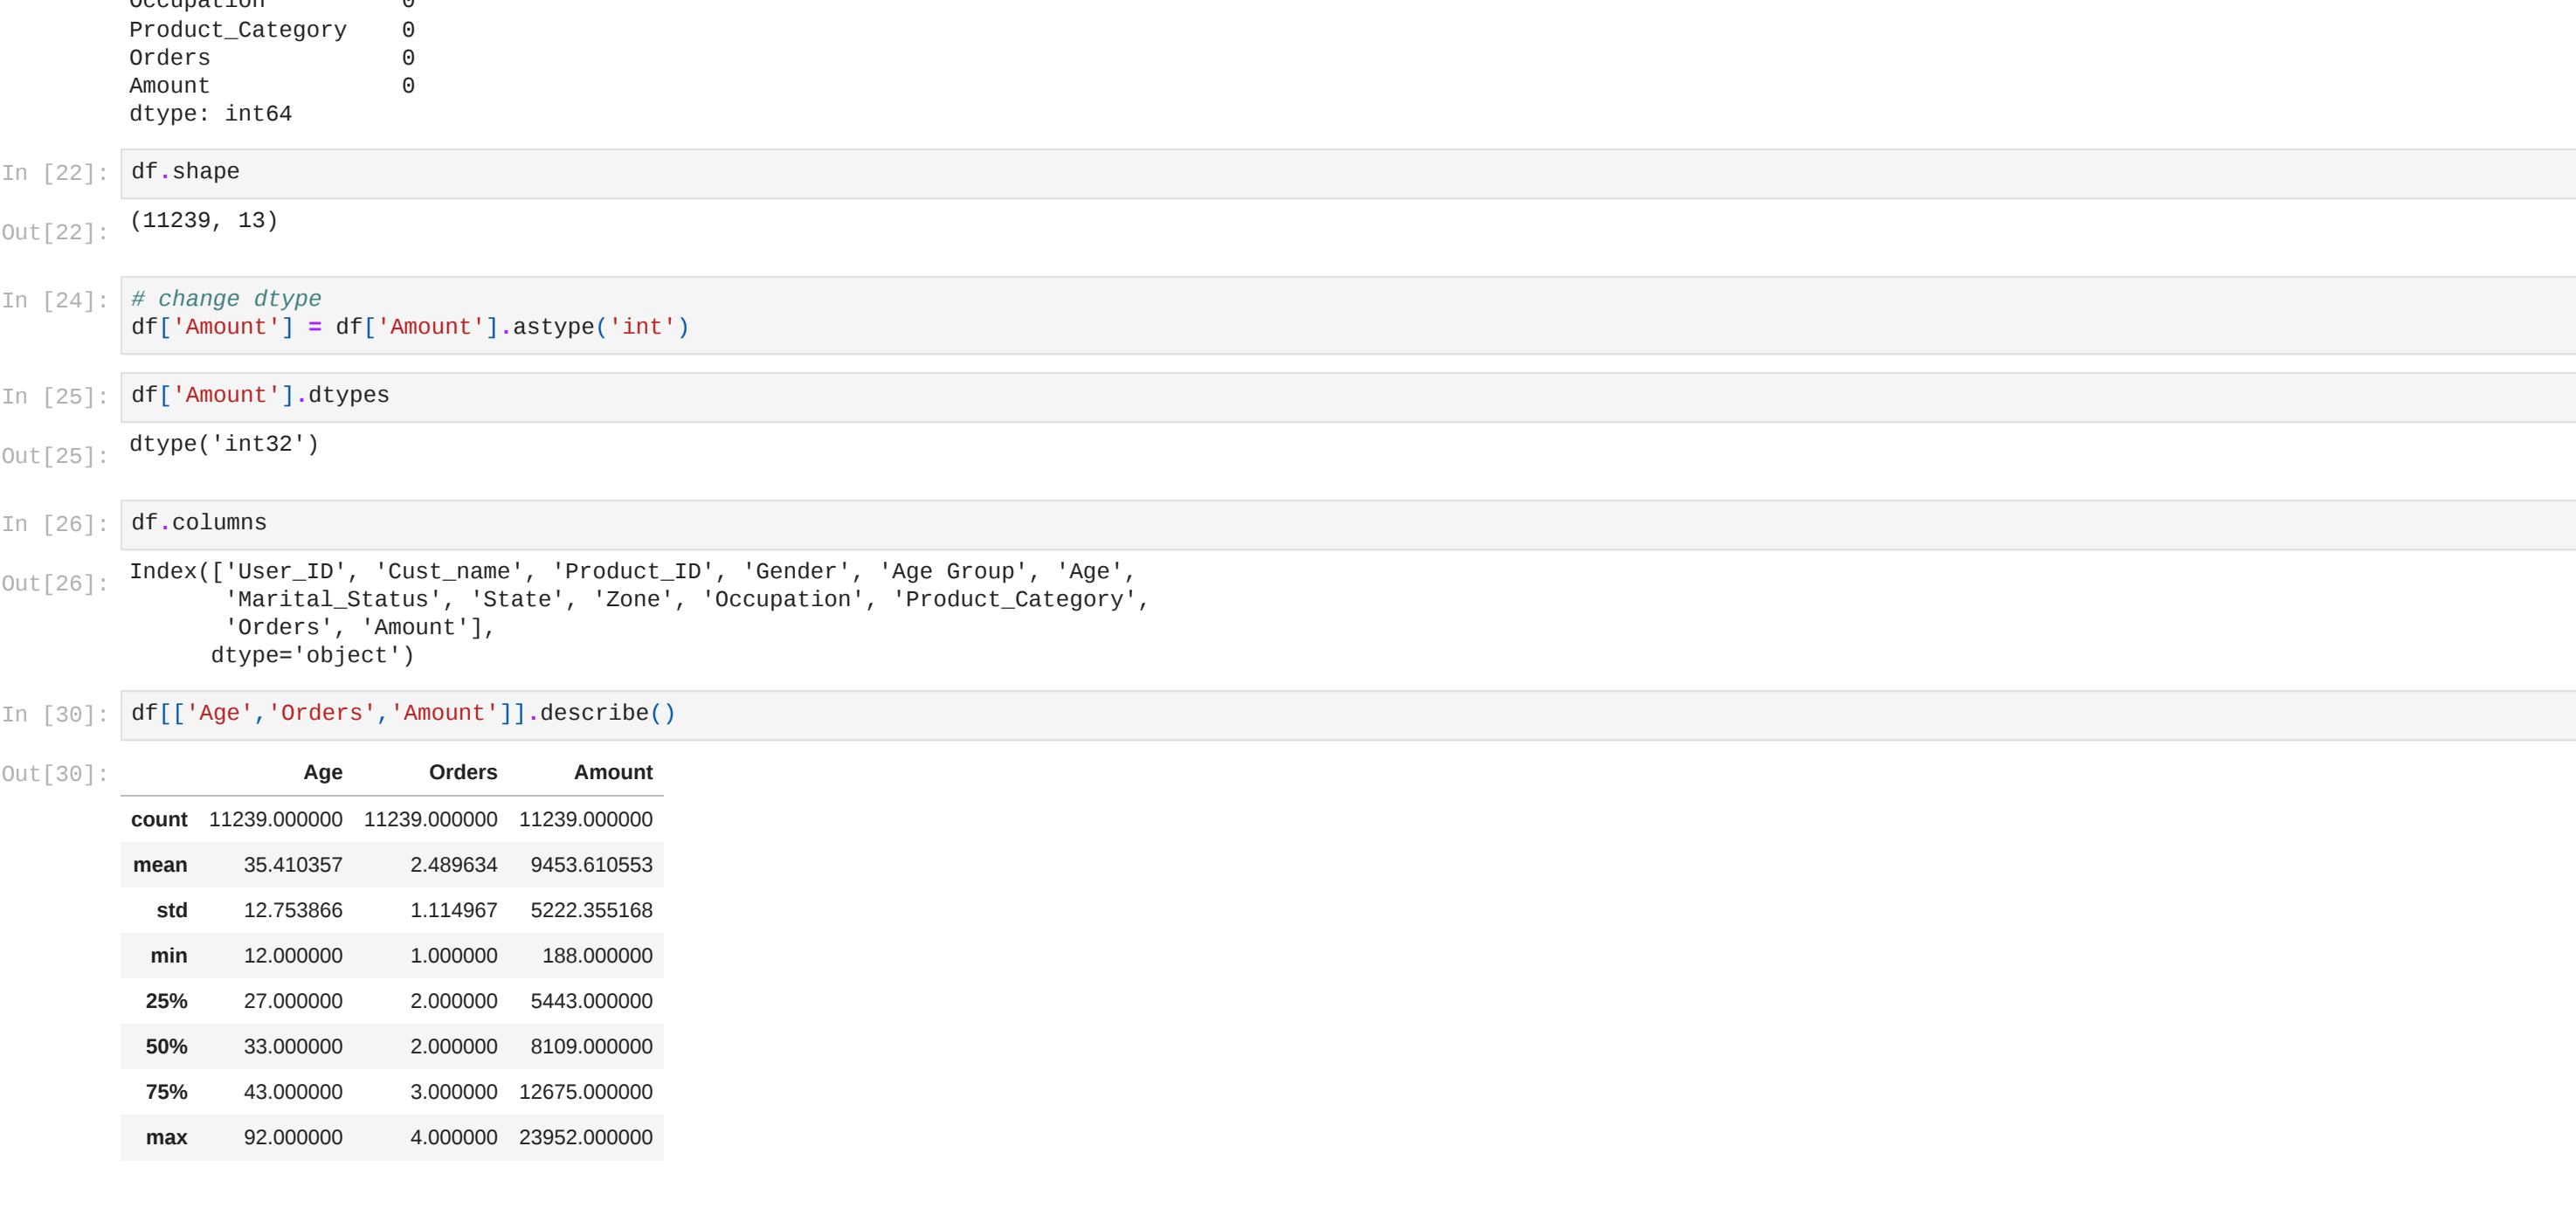 Occupation 0
Product_Category 0
Orders 0
Amount 0
dtype: int64
In [22]: df.shape
Out[22]: (11239, 13)
In [24]: # change dtype
df['Amount'] = df['Amount'].astype('int')
In [25]: df['Amount'].dtypes
Out[25]: dtype('int32')
In [26]: df.columns
Out[26]: Index(['User_ID', 'Cust_name', 'Product_ID', 'Gender', 'Age Group', 'Age',
'Marital_Status', 'State', 'Zone', 'Occupation', 'Product_Category',
'Orders', 'Amount'],
dtype='object')
In [30]: df[['Age','Orders','Amount']].describe()
Out[30]: Age Orders Amount
count 11239.000000 11239.000000 11239.000000
mean 35.410357 2.489634 9453.610553
std 12.753866 1.114967 5222.355168
min 12.000000 1.000000 188.000000
25% 27.000000 2.000000 5443.000000
50% 33.000000 2.000000 8109.000000
75% 43.000000 3.000000 12675.000000
max 92.000000 4.000000 23952.000000